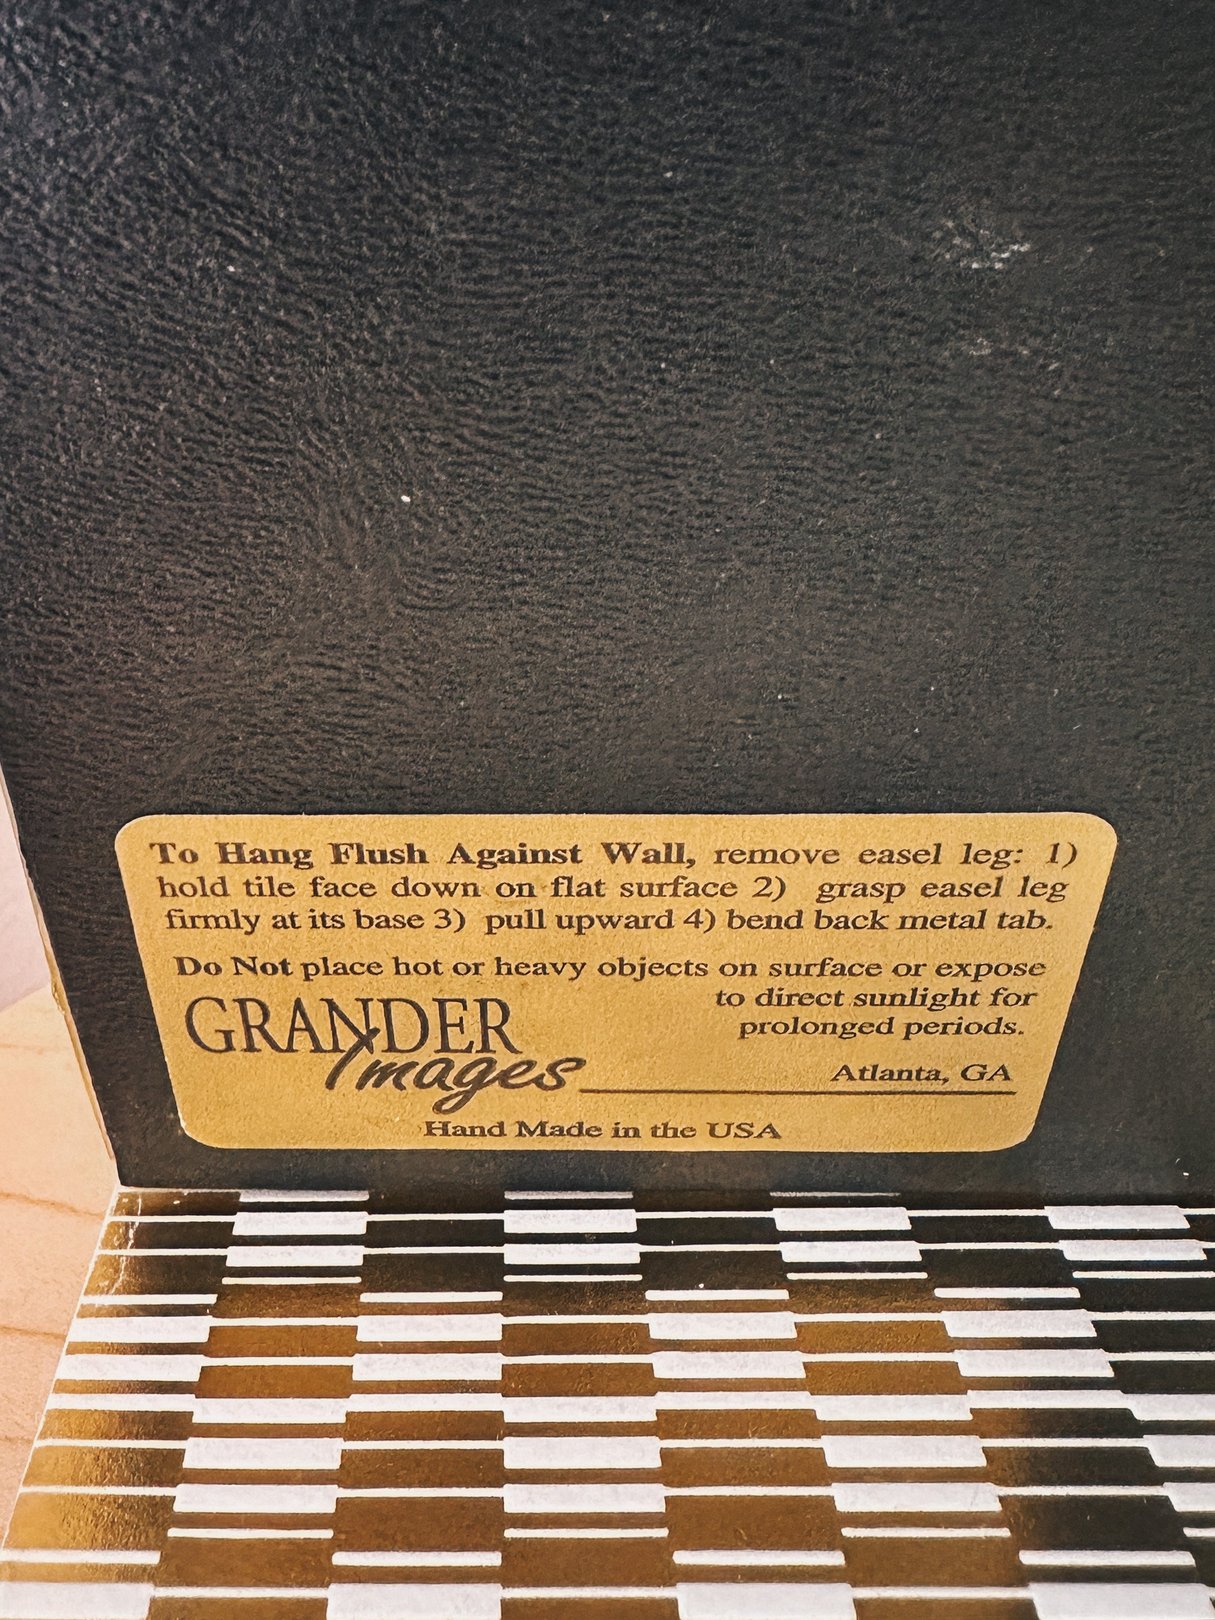 To Hang Flush Against Wall, remove easel leg: 1)
hold tile face down on flat surface 2) grasp easel leg
firmly at its base 3) pull upward 4) bend back metal tab.
Do Not place hot or heavy objects on surface or expose
to direct sunlight for
prolonged periods.
GRANDER
Images
Atlanta, GA
Hand Made in the USA